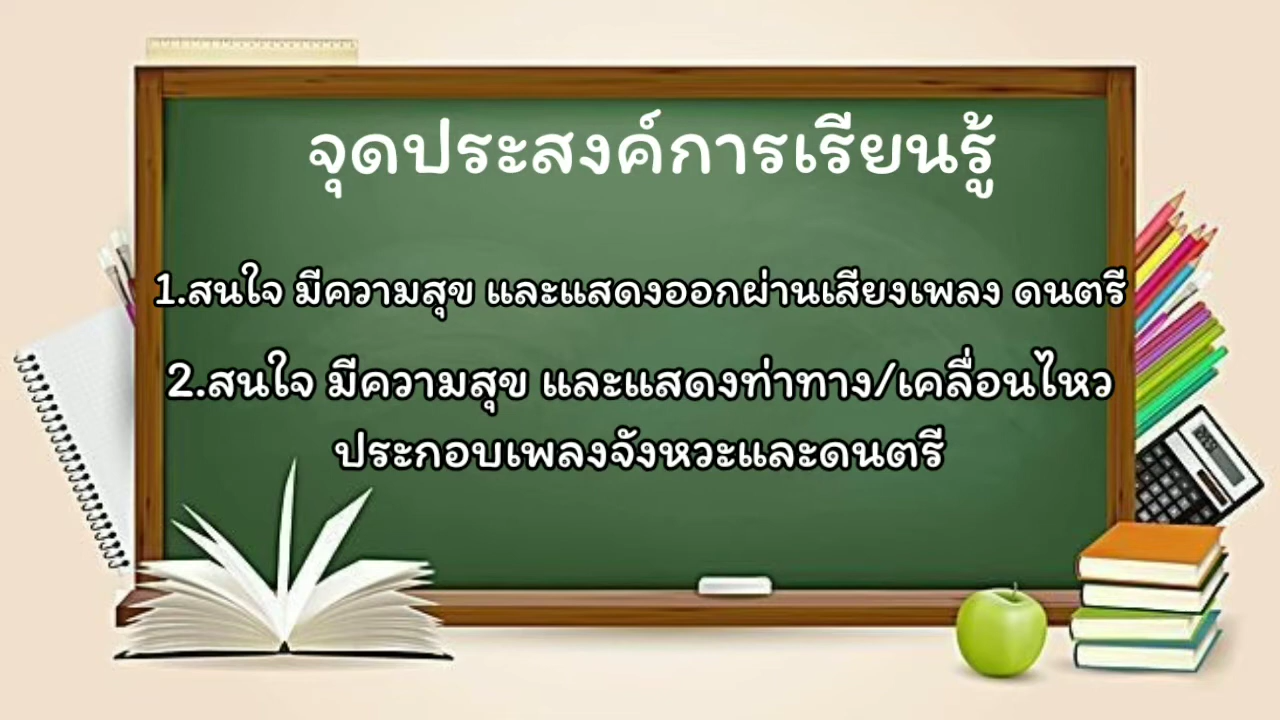 จุดประสงค์การเรียนรู้
1.สนใจ มีความสุข และแสดงออกผ่านเสียงเพลง ดนตรี
2.สนใจ มีความสุข และแสดงท่าทาง/เคลื่อนไหว
ประกอบเพลงจังหวะและดนตรี